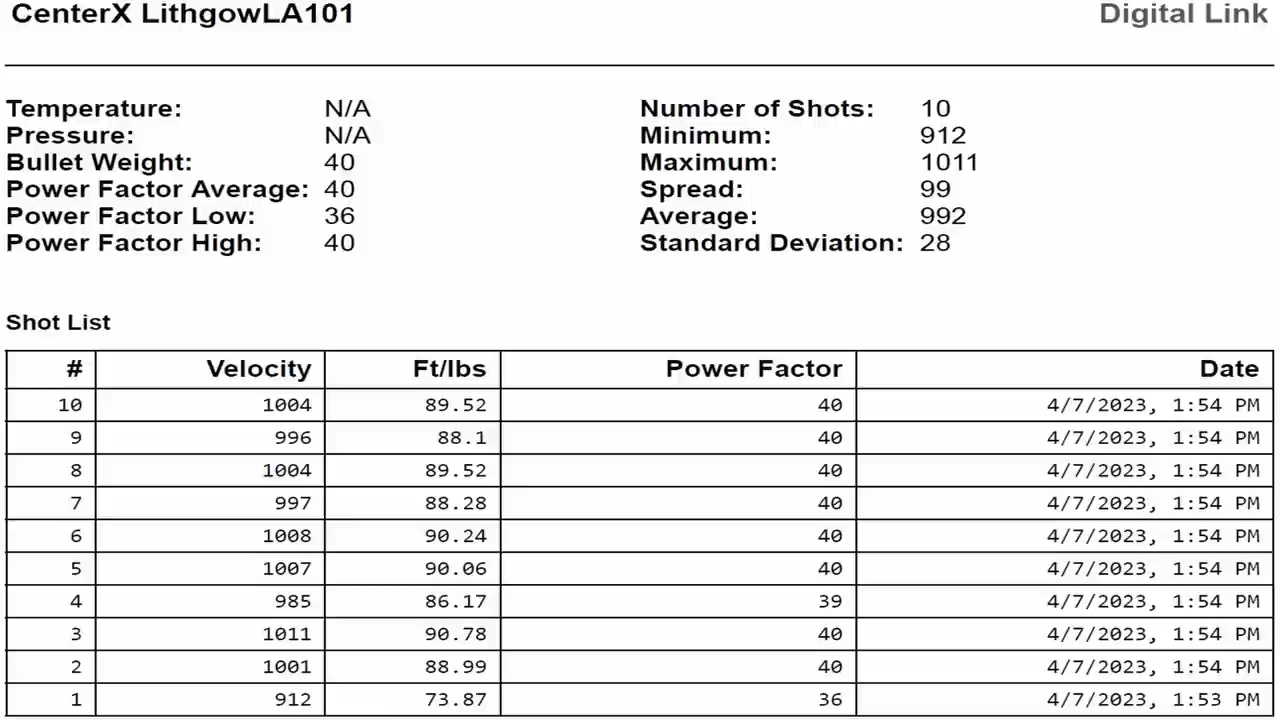 CenterX LithgowLA101 Digital Link
Temperature: N/A Number of Shots: 10
Pressure: N/A Minimum: 912
Bullet Weight: 40 Maximum: 1011
Power Factor Average: 40 Spread: 99
Power Factor Low: 36 Average: 992
Power Factor High: 40 Standard Deviation: 28
Shot List
# Velocity Ft/lbs Power Factor Date
10 1004 89.52 40 4/7/2023, 1:54 PM
9 996 88.1 40 4/7/2023, 1:54 PM
8 1004 89.52 40 4/7/2023, 1:54 PM
7 997 88.28 40 4/7/2023, 1:54 PM
6 1008 90.24 40 4/7/2023, 1:54 PM
5 1007 90.06 40 4/7/2023, 1:54 PM
4 985 86.17 39 4/7/2023, 1:54 PM
3 1011 90.78 40 4/7/2023, 1:54 PM
2 1001 88.99 40 4/7/2023, 1:54 PM
1 912 73.87 36 4/7/2023, 1:53 PM